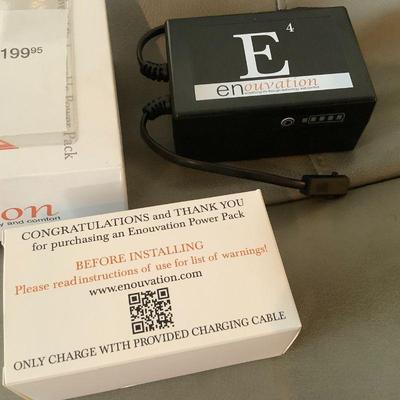 199⁹⁵
Power Pack
on
and comfort
E⁴
enouvation
CONGRATULATIONS and THANK YOU
for purchasing an Enouvation Power Pack
BEFORE INSTALLING
Please read instructions of use for list of warnings!
www.enouvation.com
ONLY CHARGE WITH PROVIDED CHARGING CABLE